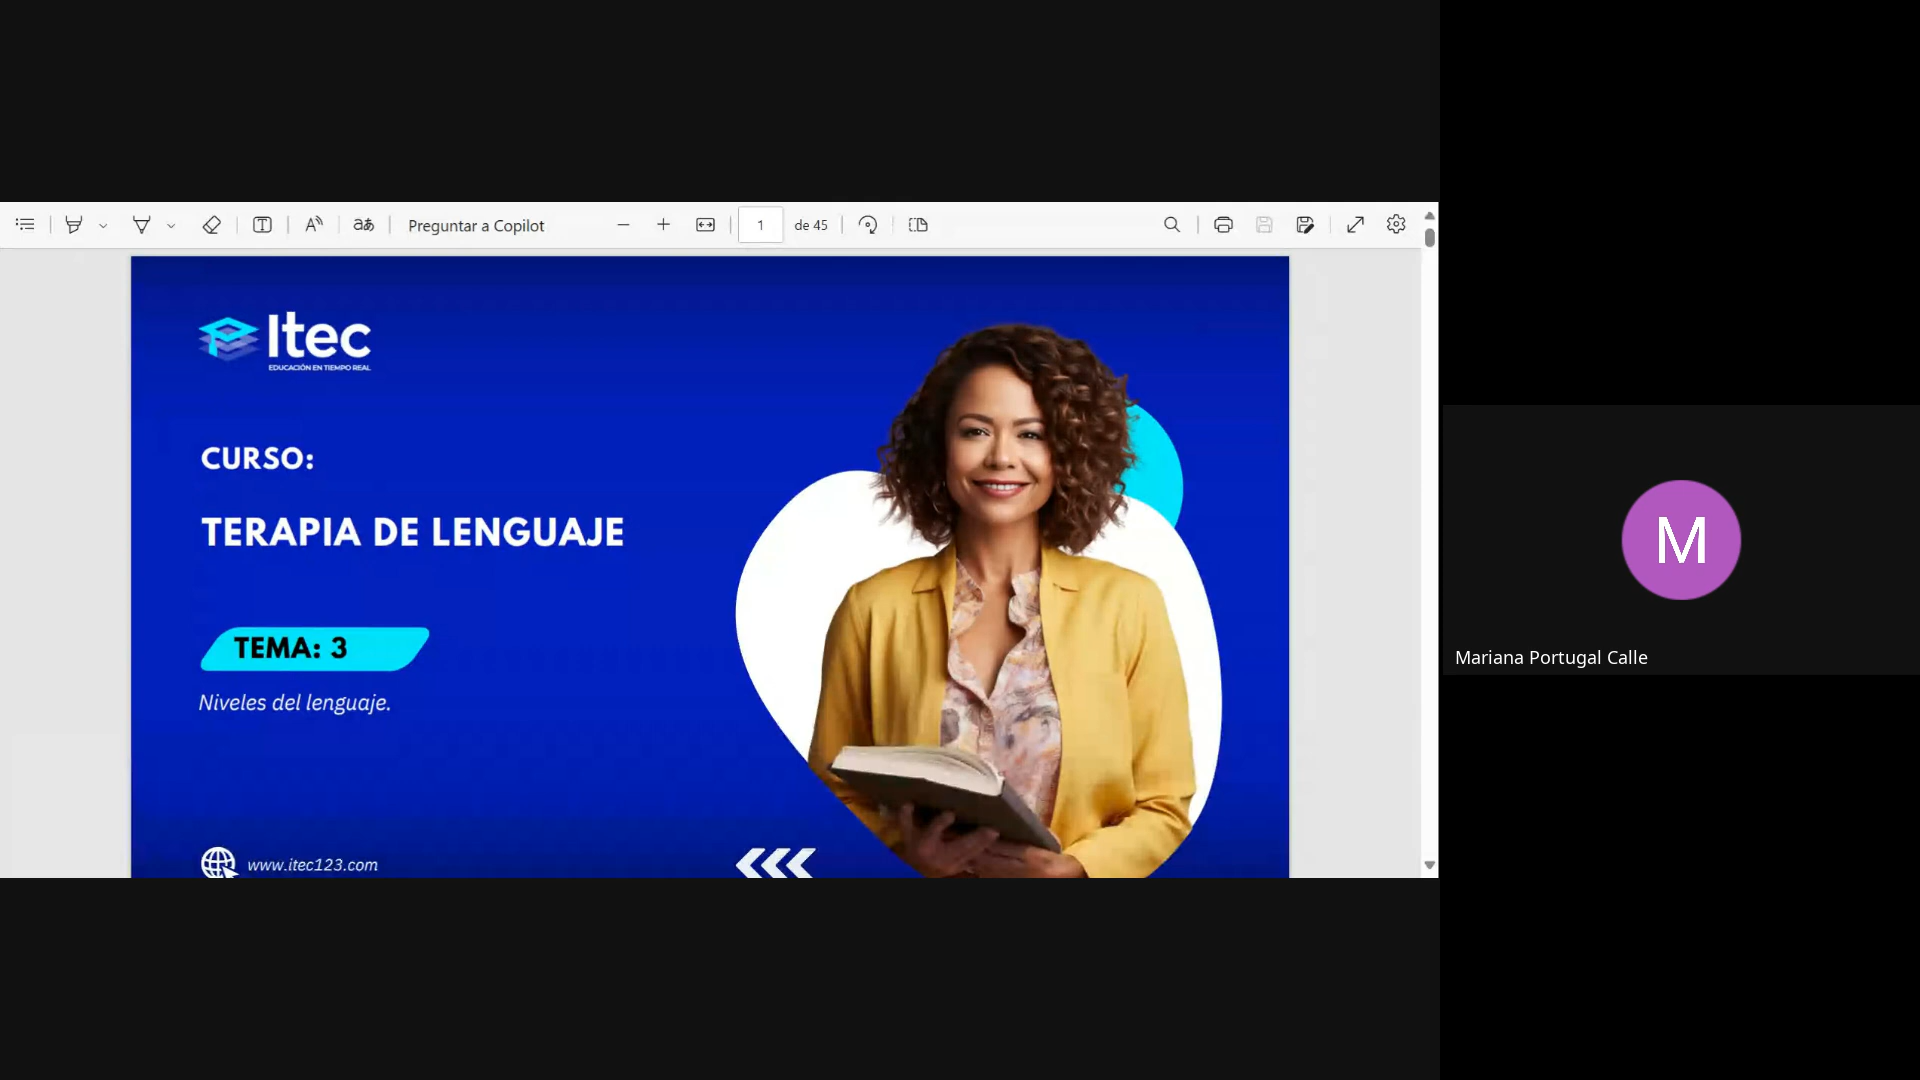 Preguntar a Copilot
1 de 45
Itec
EDUCACIÓN EN TIEMPO REAL
CURSO:
TERAPIA DE LENGUAJE
TEMA: 3
Niveles del lenguaje.
www.itec123.com
M
Mariana Portugal Calle